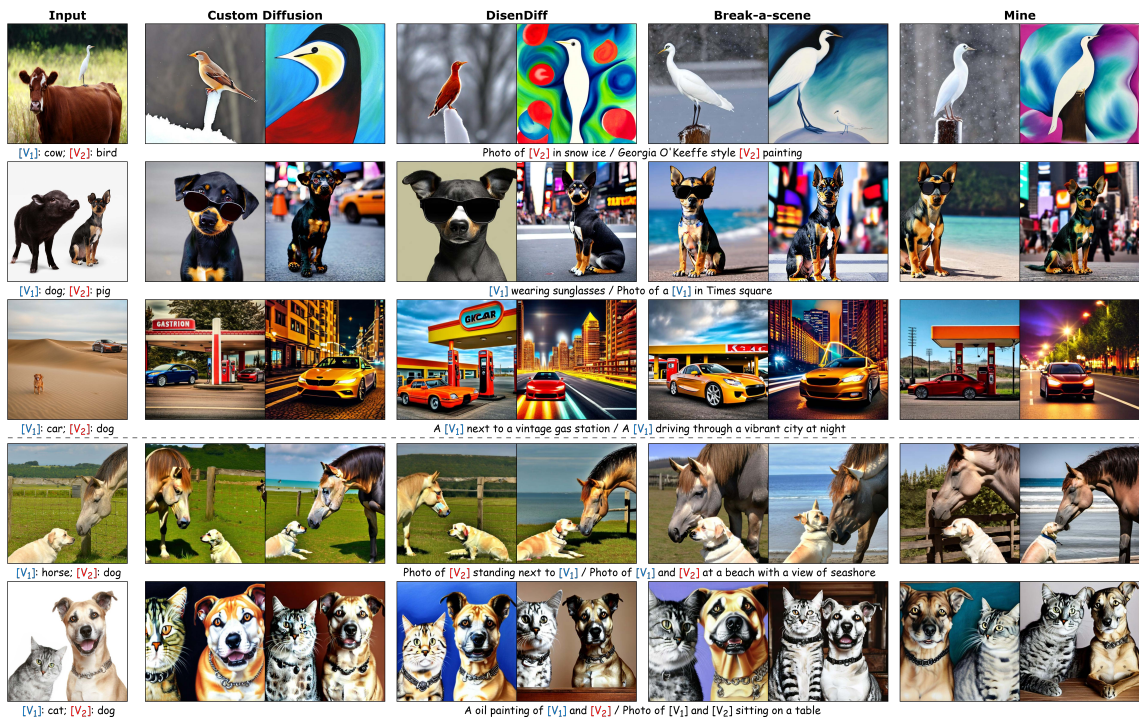 Input Custom Diffusion DisenDiff Break-a-scene Mine
[V1]: cow; [V2]: bird Photo of [V2] in snow ice / Georgia O'Keeffe style [V2] painting
[V1]: dog; [V2]: pig [V1] wearing sunglasses / Photo of a [V1] in Times square
GASTRION
GKCAR
[V1]: car; [V2]: dog A [V1] next to a vintage gas station / A [V1] driving through a vibrant city at night
[V1]: horse; [V2]: dog Photo of [V2] standing next to [V1] / Photo of [V1] and [V2] at a beach with a view of seashore
[V1]: cat; [V2]: dog A oil painting of [V1] and [V2] / Photo of [V1] and [V2] sitting on a table